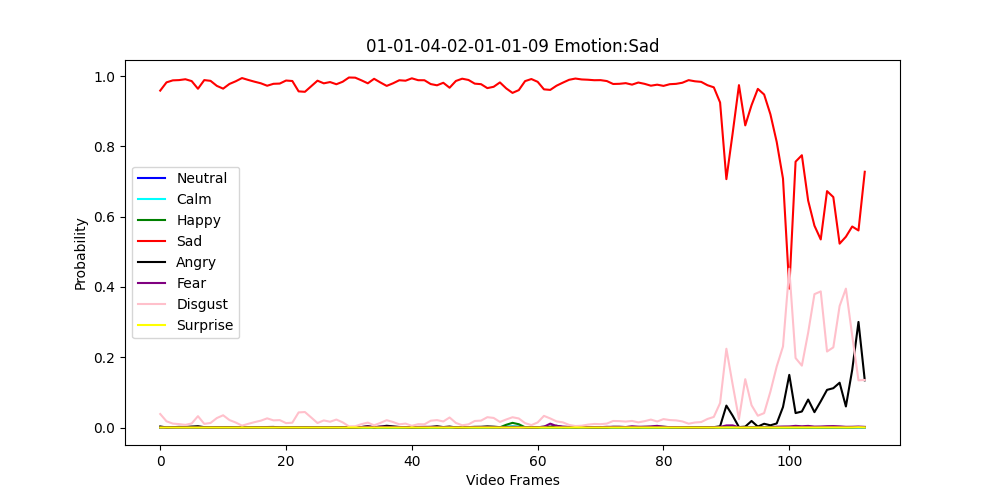 01-01-04-02-01-01-09 Emotion:Sad
1.0
0.8
0.6
0.4
0.2
0.0
Probability
Neutral
Calm
Happy
Sad
Angry
Fear
Disgust
Surprise
0 20 40 60 80 100
Video Frames